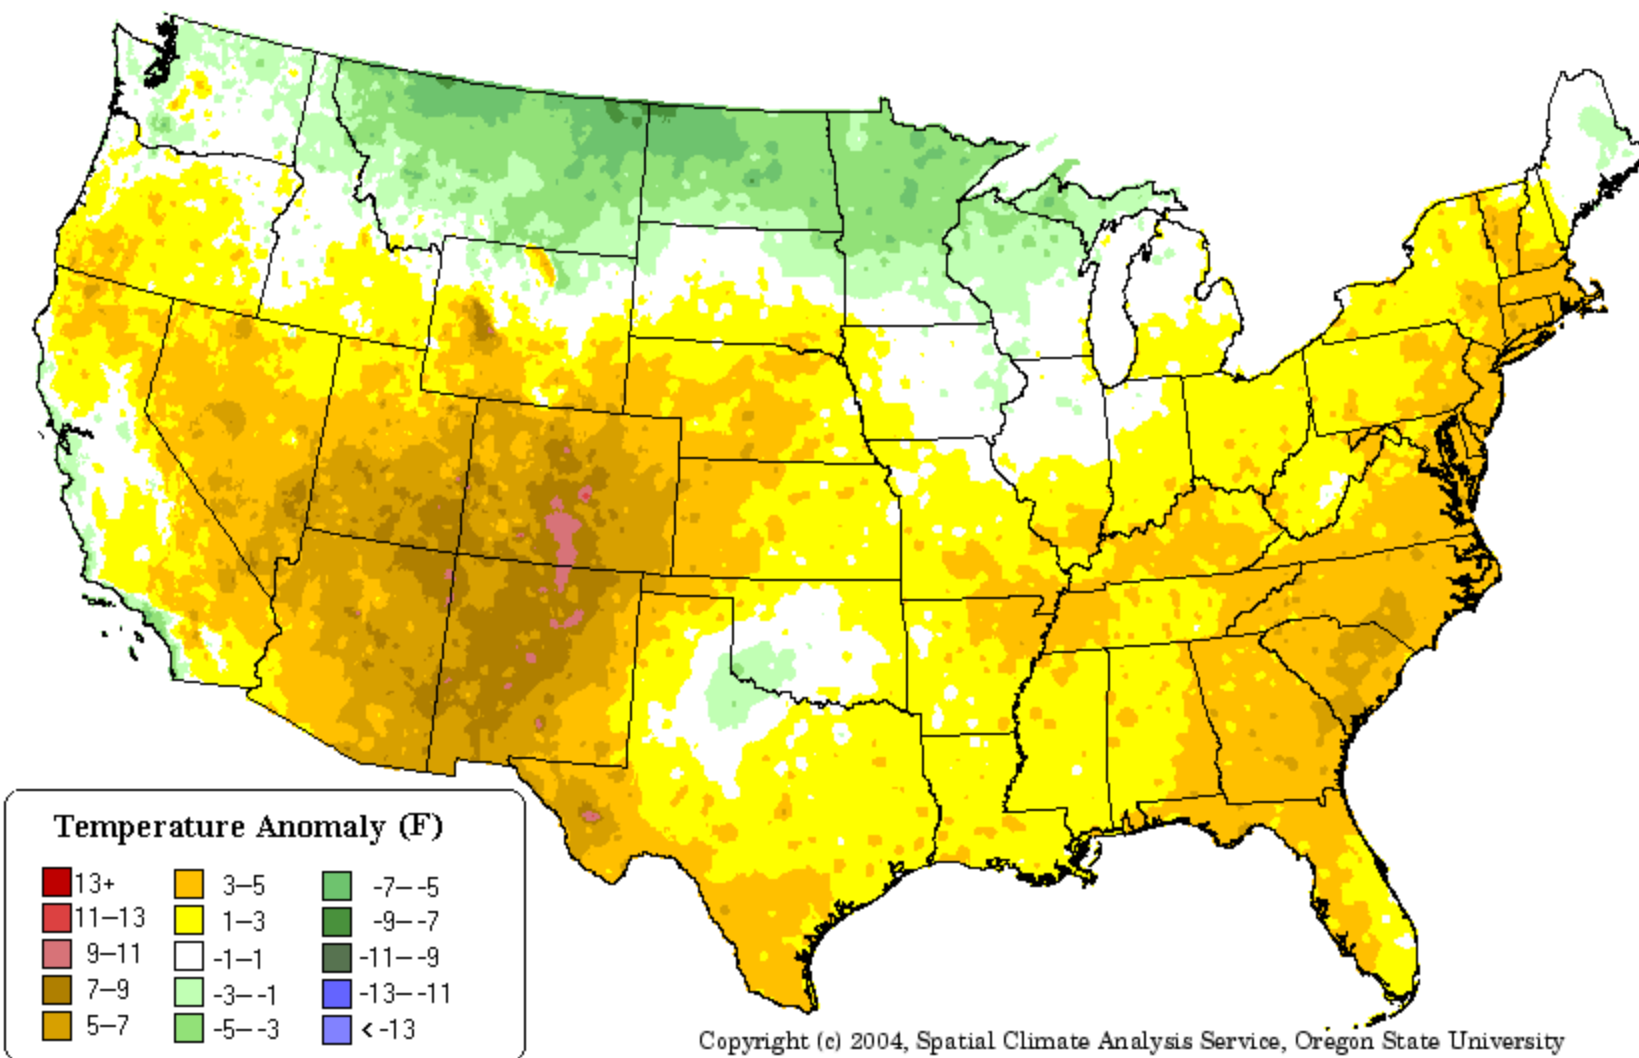 Temperature Anomaly (F)
13+ 3–5 -7– -5
11–13 1–3 -9– -7
9–11 -1–1 -11– -9
7–9 -3– -1 -13– -11
5–7 -5– -3 < -13
Copyright (c) 2004, Spatial Climate Analysis Service, Oregon State University